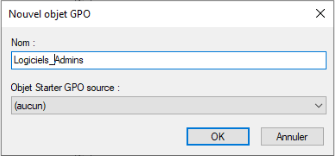 Nouvel objet GPO
Nom :
Logiciels_Admins
Objet Starter GPO source :
(aucun)
OK
Annuler